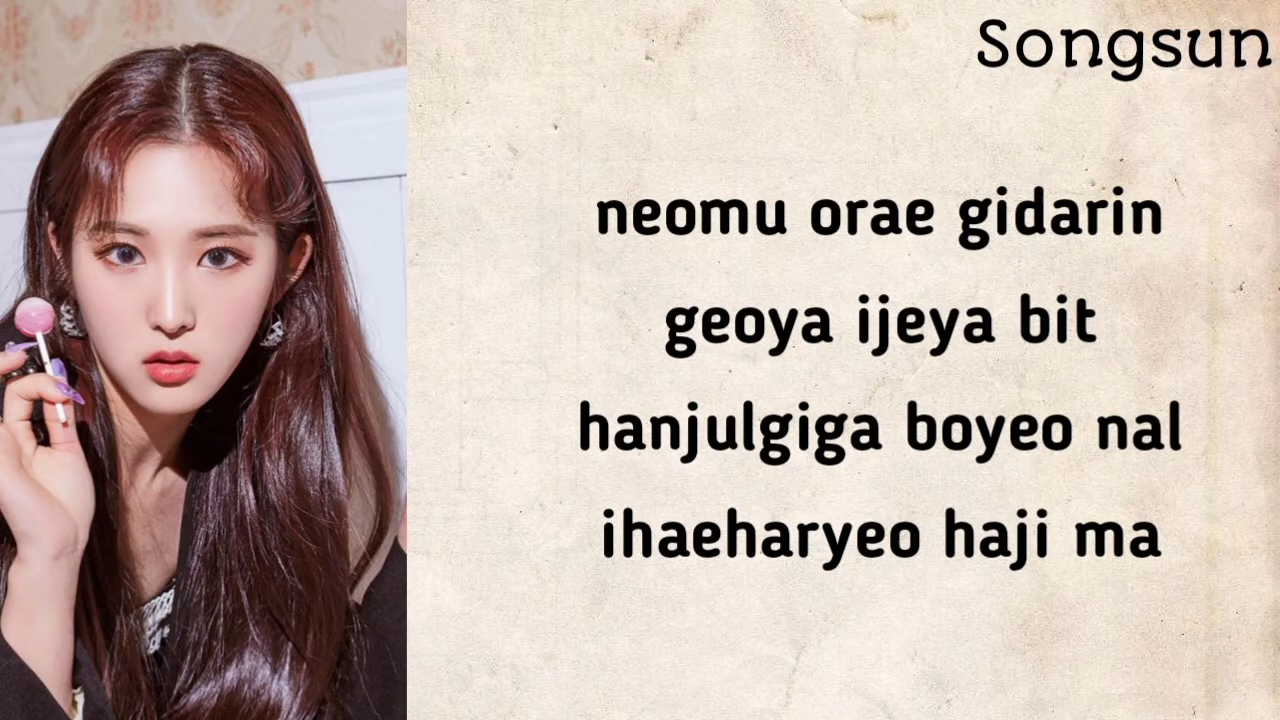 Songsun
neomu orae gidarin
geoya ijeya bit
hanjulgiga boyeo nal
ihaeharyeo haji ma